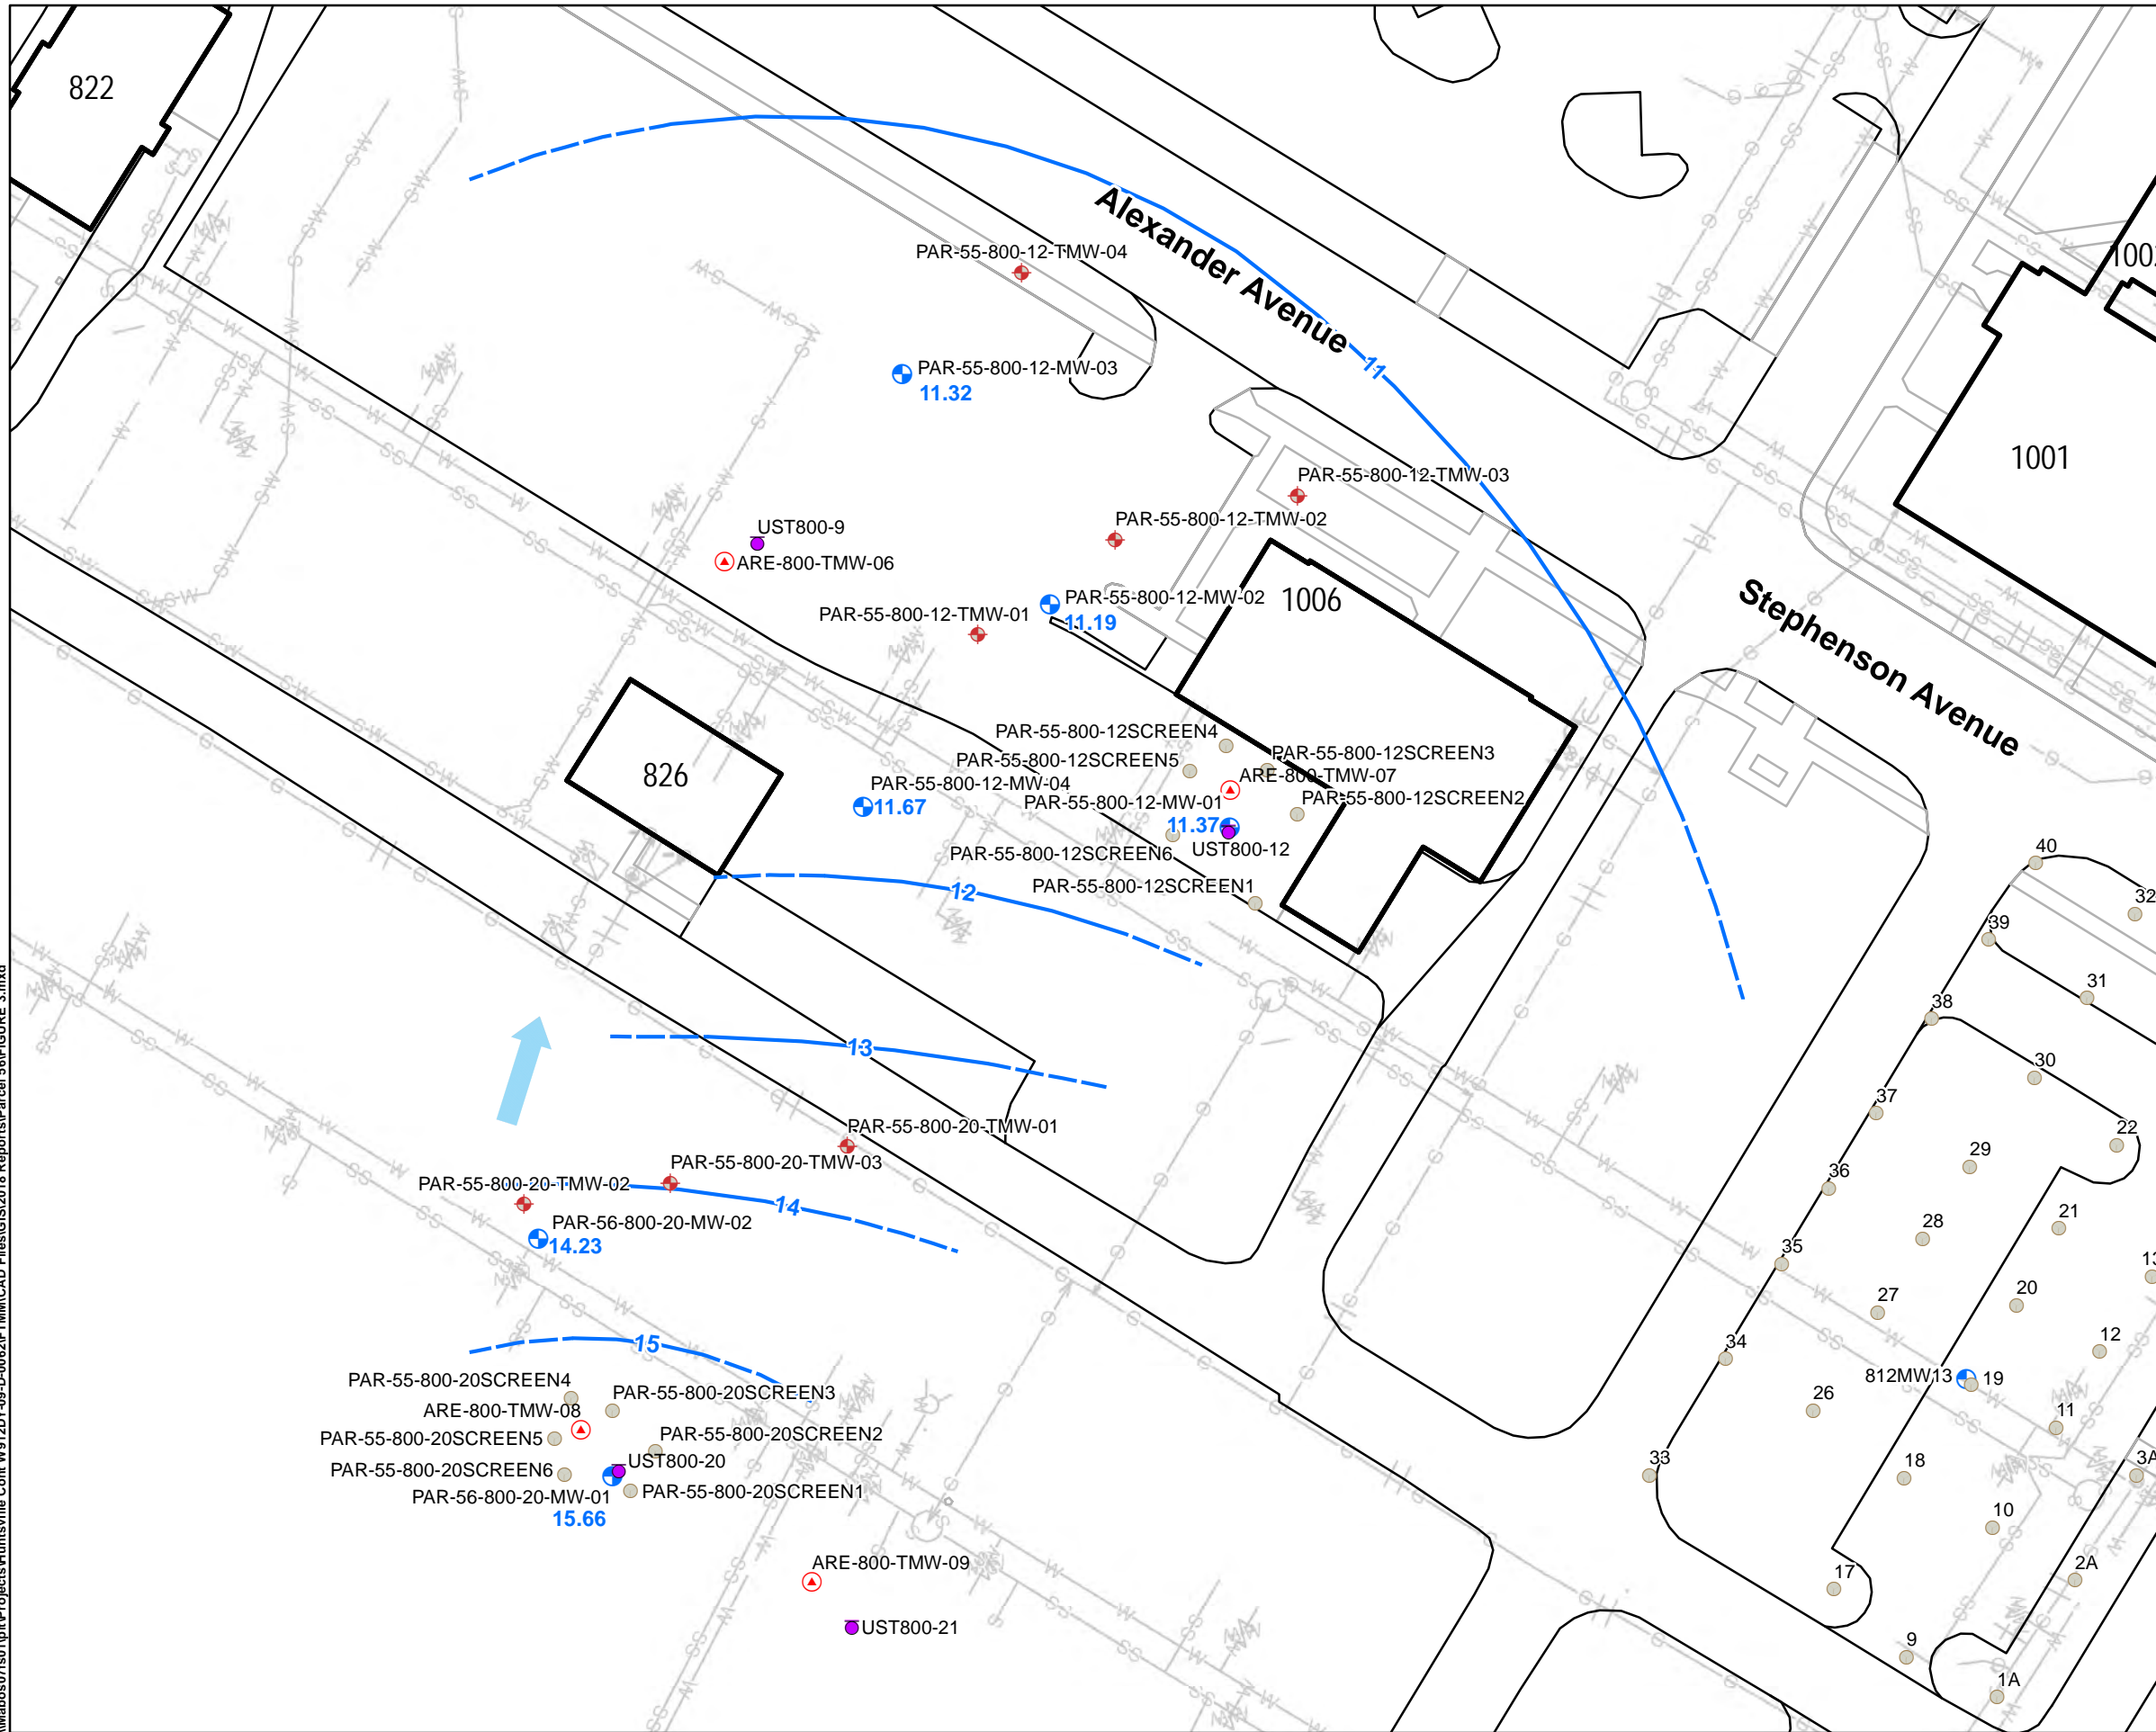 822
Alexander Avenue
11
1001
PAR-55-800-12-TMW-04
PAR-55-800-12-MW-03
11.32
PAR-55-800-12-TMW-03
PAR-55-800-12-TMW-02
UST800-9
ARE-800-TMW-06
PAR-55-800-12-MW-02
11.19
1006
PAR-55-800-12-TMW-01
Stephenson Avenue
PAR-55-800-12SCREEN4
PAR-55-800-12SCREEN3
PAR-55-800-12SCREEN5
ARE-800-TMW-07
826
PAR-55-800-12-MW-04
11.67
PAR-55-800-12-MW-01
11.37
PAR-55-800-12SCREEN2
UST800-12
PAR-55-800-12SCREEN6
PAR-55-800-12SCREEN1
12
40
32
39
31
38
13
30
37
22
PAR-55-800-20-TMW-01
PAR-55-800-20-TMW-03
PAR-55-800-20-TMW-02
29
36
14
PAR-56-800-20-MW-02
14.23
21
28
35
20
27
12
15
34
PAR-55-800-20SCREEN4
PAR-55-800-20SCREEN3
812MW13
19
ARE-800-TMW-08
26
11
PAR-55-800-20SCREEN5
PAR-55-800-20SCREEN2
UST800-20
PAR-55-800-20SCREEN6
33
18
3A
PAR-55-800-20SCREEN1
PAR-56-800-20-MW-01
15.66
10
ARE-800-TMW-09
2A
17
UST800-21
9
1A